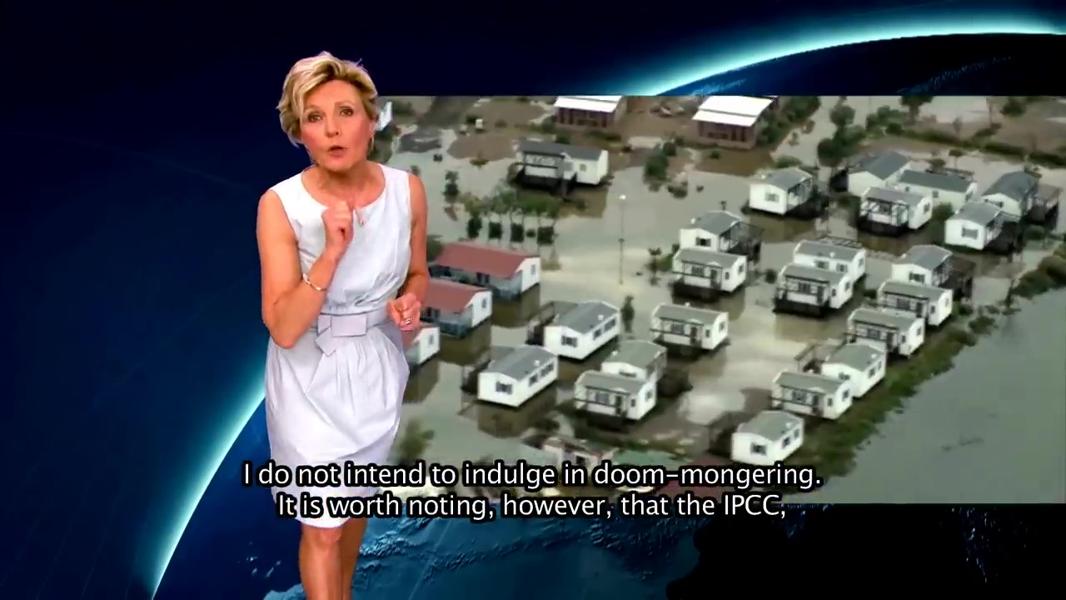 I do not intend to indulge in doom-mongering.
It is worth noting, however, that the IPCC,